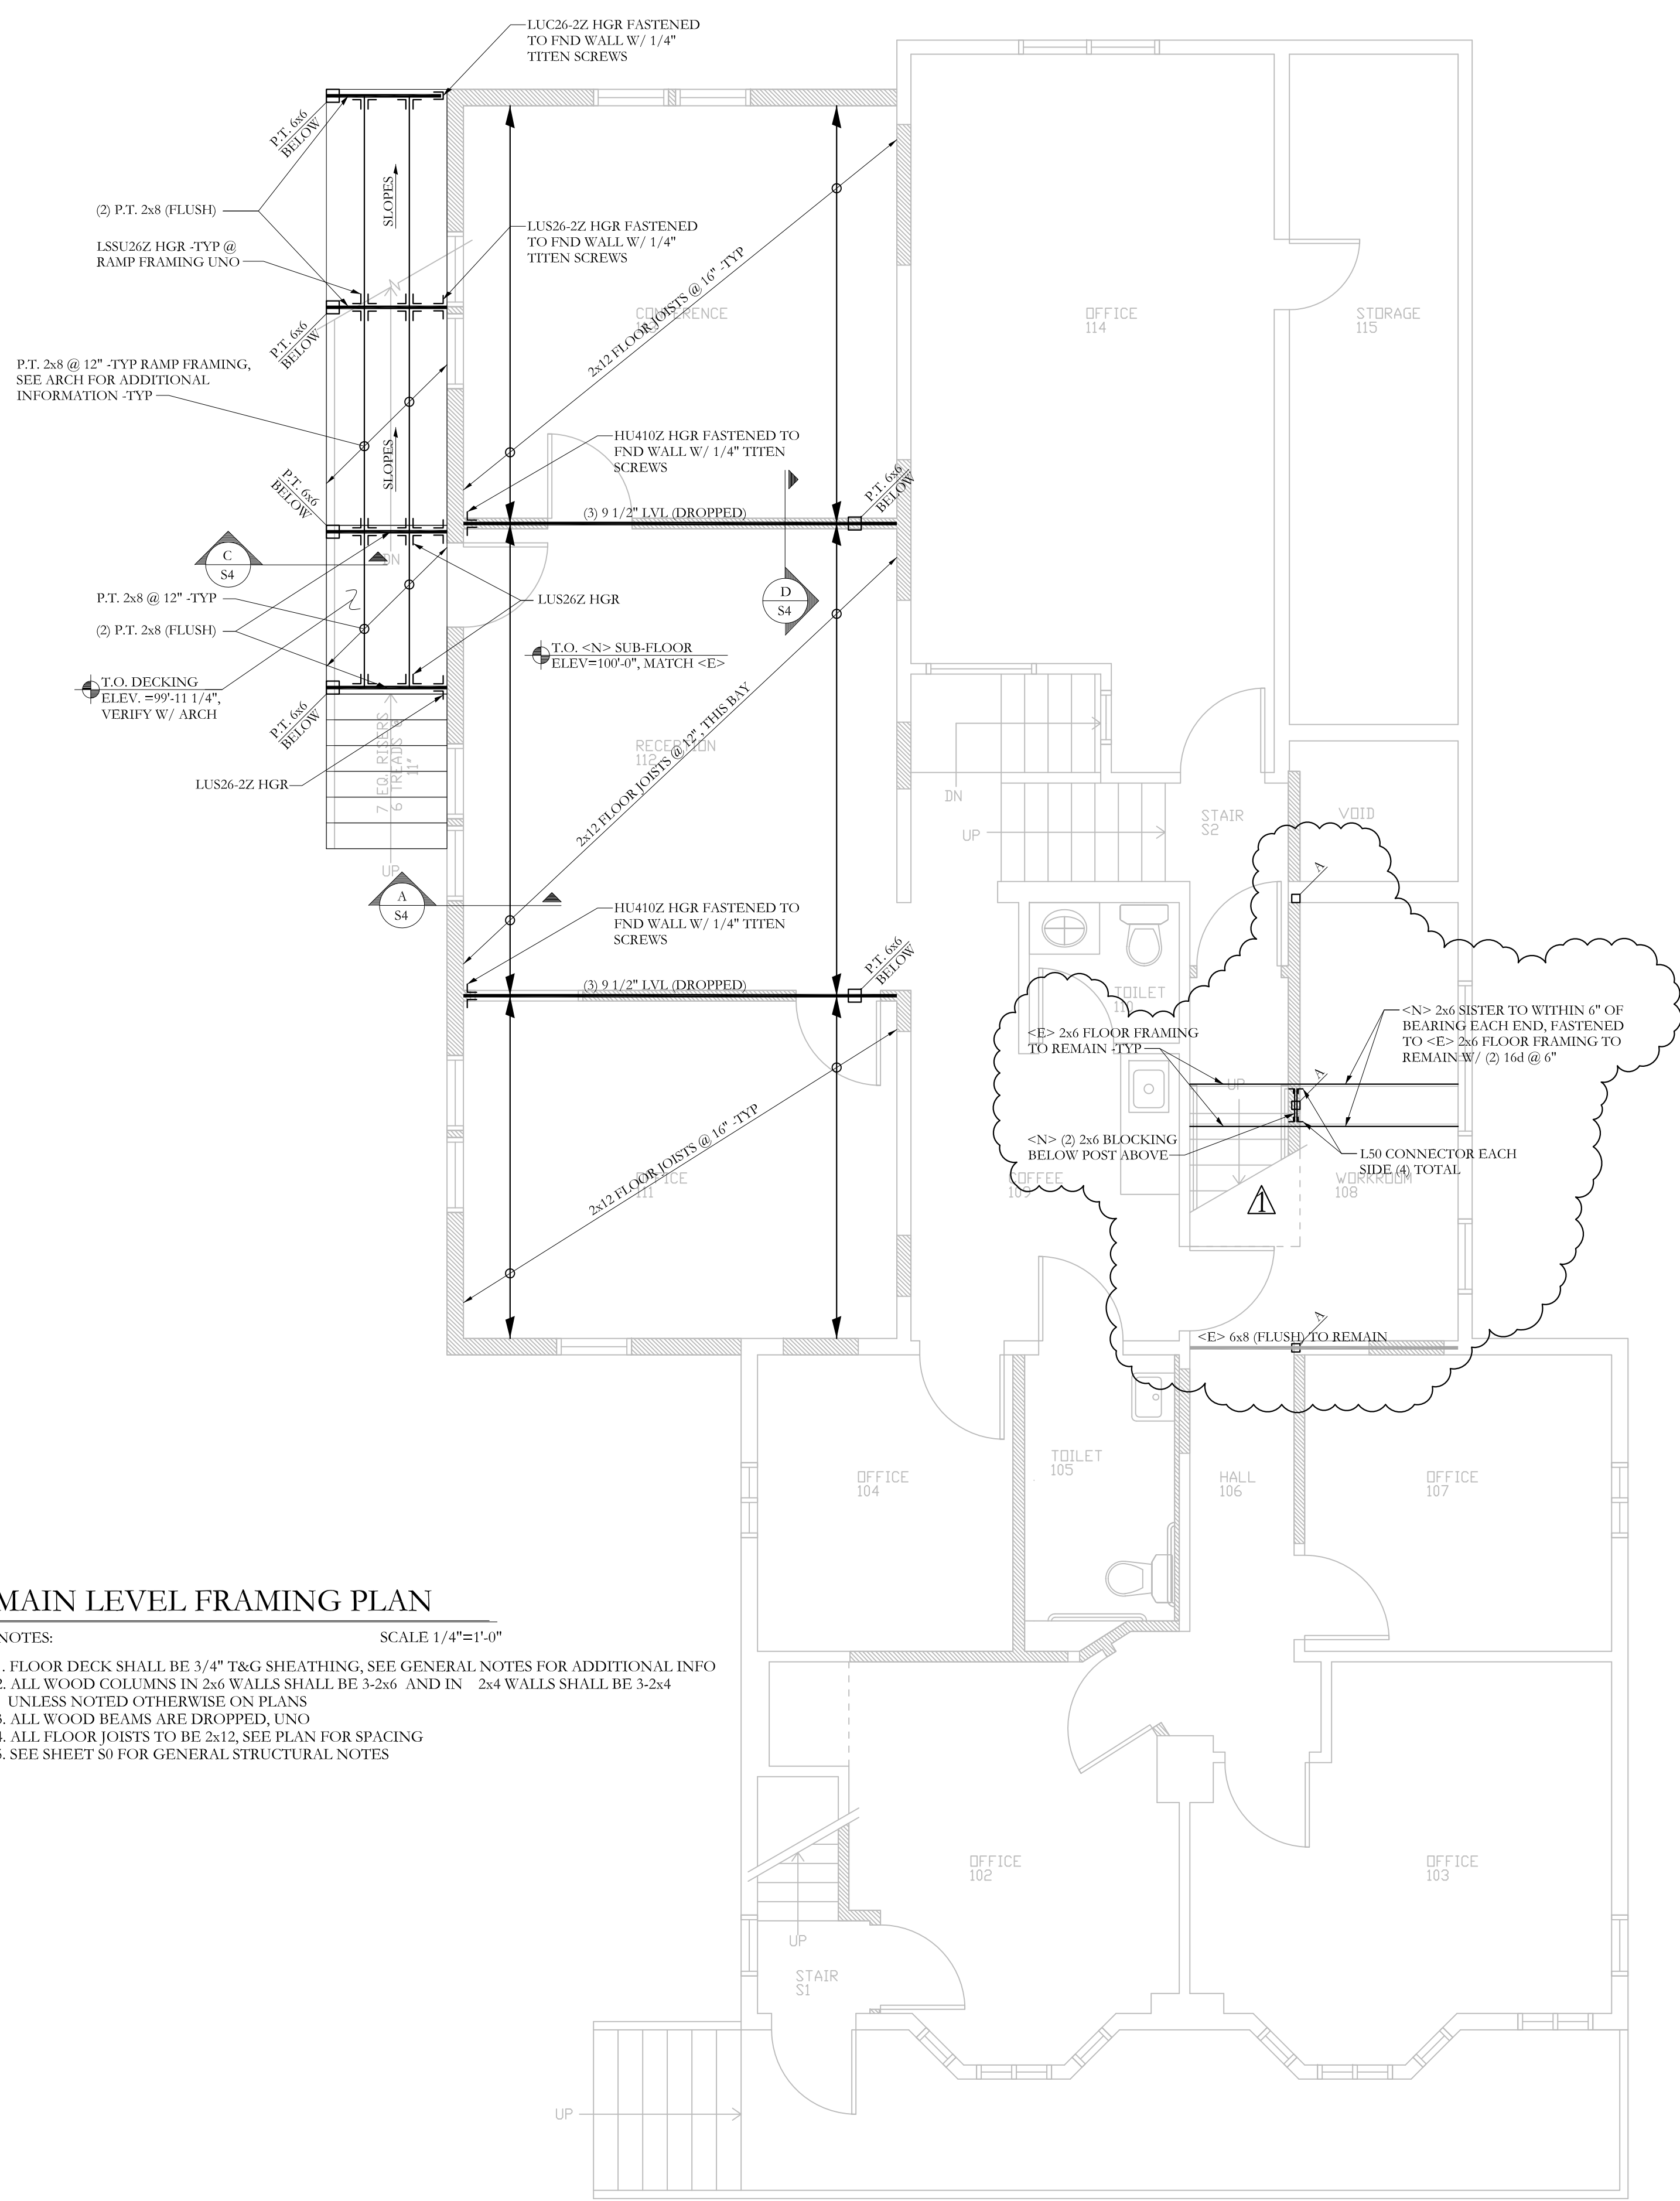 LUC26-2Z HGR FASTENED
TO FND WALL W/ 1/4"
TITEN SCREWS
P.T. 6x6
BELOW
SLOPES
(2) P.T. 2x8 (FLUSH)
LSSU26Z HGR -TYP @
RAMP FRAMING UNO
LUS26-2Z HGR FASTENED
TO FND WALL W/ 1/4"
TITEN SCREWS
2x12 FLOOR JOISTS @ 16" -TYP
CONFERENCE
OFFICE
114
STORAGE
115
P.T. 6x6
BELOW
P.T. 2x8 @ 12" -TYP RAMP FRAMING,
SEE ARCH FOR ADDITIONAL
INFORMATION -TYP
SLOPES
HU410Z HGR FASTENED TO
FND WALL W/ 1/4" TITEN
SCREWS
P.T. 6x6
BELOW
P.T. 6x6
BELOW
(3) 9 1/2" LVL (DROPPED)
C
S4
DN
D
S4
P.T. 2x8 @ 12" -TYP
LUS26Z HGR
(2) P.T. 2x8 (FLUSH)
T.O. <N> SUB-FLOOR
ELEV=100'-0", MATCH <E>
T.O. DECKING
ELEV. =99'-11 1/4",
VERIFY W/ ARCH
P.T. 6x6
BELOW
7 EQ. RISERS
6 TREADS @
11"
RECEPTION
112
2x12 FLOOR JOISTS @ 12", THIS BAY
LUS26-2Z HGR
DN
UP
STAIR
S2
VOID
UP
A
S4
A
HU410Z HGR FASTENED TO
FND WALL W/ 1/4" TITEN
SCREWS
P.T. 6x6
BELOW
(3) 9 1/2" LVL (DROPPED)
TOILET
110
<E> 2x6 FLOOR FRAMING
TO REMAIN -TYP
<N> 2x6 SISTER TO WITHIN 6" OF
BEARING EACH END, FASTENED
TO <E> 2x6 FLOOR FRAMING TO
REMAIN W/ (2) 16d @ 6"
UP
A
<N> (2) 2x6 BLOCKING
BELOW POST ABOVE
L50 CONNECTOR EACH
SIDE (4) TOTAL
2x12 FLOOR JOISTS @ 16" -TYP
OFFICE
111
COFFEE
109
WORKROOM
108
1
A
<E> 6x8 (FLUSH) TO REMAIN
OFFICE
104
TOILET
105
HALL
106
OFFICE
107
MAIN LEVEL FRAMING PLAN
NOTES:
SCALE 1/4"=1'-0"
. FLOOR DECK SHALL BE 3/4" T&G SHEATHING, SEE GENERAL NOTES FOR ADDITIONAL INFO
2. ALL WOOD COLUMNS IN 2x6 WALLS SHALL BE 3-2x6 AND IN 2x4 WALLS SHALL BE 3-2x4
UNLESS NOTED OTHERWISE ON PLANS
3. ALL WOOD BEAMS ARE DROPPED, UNO
4. ALL FLOOR JOISTS TO BE 2x12, SEE PLAN FOR SPACING
5. SEE SHEET S0 FOR GENERAL STRUCTURAL NOTES
OFFICE
102
OFFICE
103
UP
STAIR
S1
UP